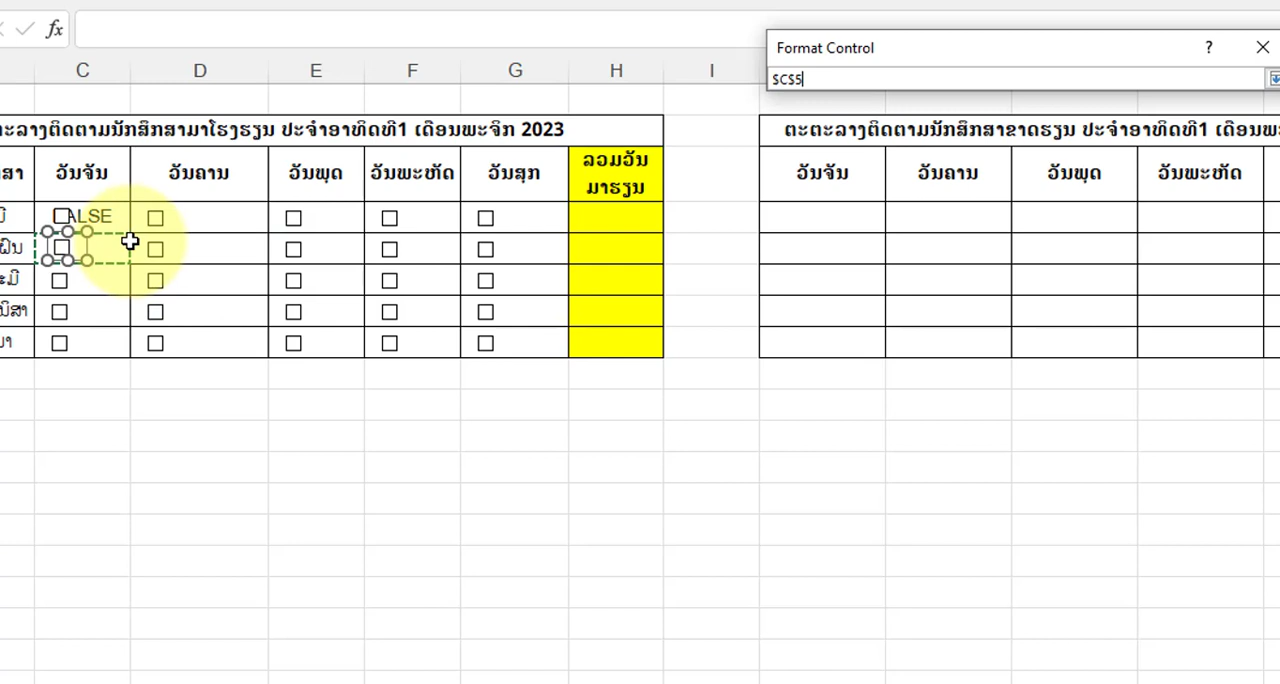 fx
Format Control ? ×
$C$5
C D E F G H I
ຕະລາງຕິດຕາມນັກສຶກສາມາໂຮງຮຽນ ປະຈຳອາທິດທີ1 ເດືອນພະຈິກ 2023
ຕະຕະລາງຕິດຕາມນັກສຶກສາຂາດຮຽນ ປະຈຳອາທິດທີ1 ເດືອນພະ
ສາ ວັນຈັນ ວັນຄານ ວັນພຸດ ວັນພະຫັດ ວັນສຸກ ລວມວັນ
ມາຮຽນ
ວັນຈັນ ວັນຄານ ວັນພຸດ ວັນພະຫັດ
ALSE